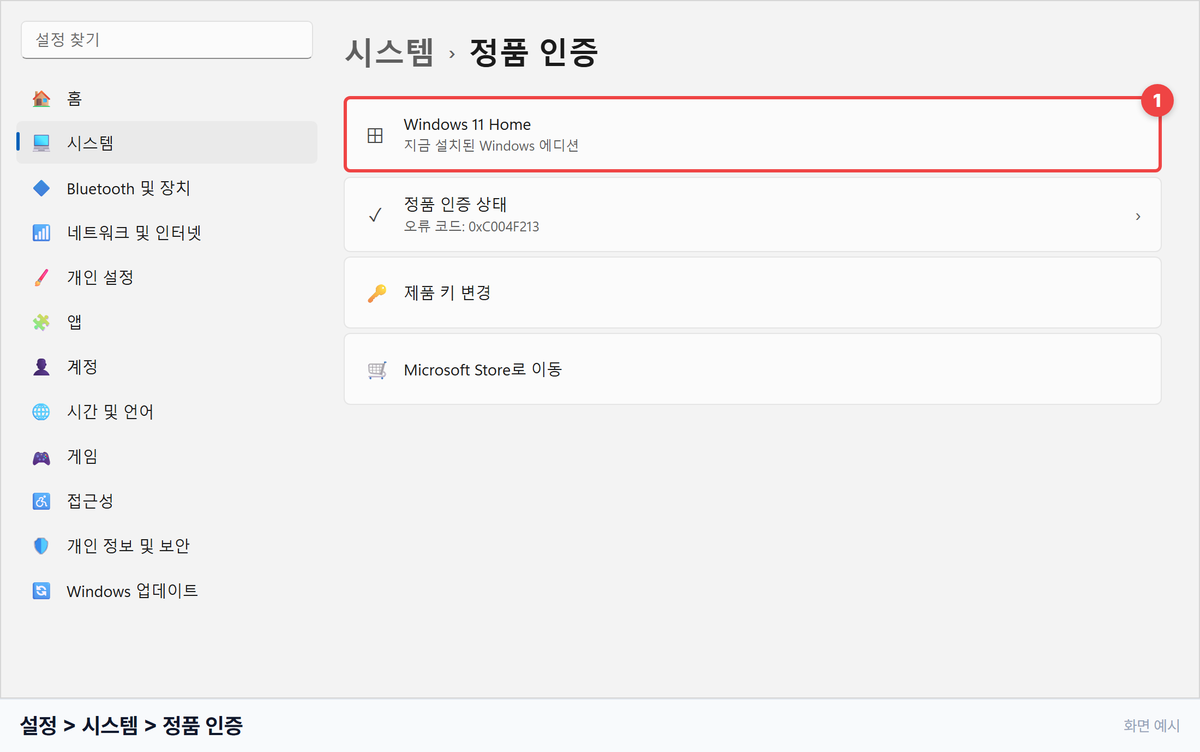 설정 찾기
홈
시스템
Bluetooth 및 장치
네트워크 및 인터넷
개인 설정
앱
계정
시간 및 언어
게임
접근성
개인 정보 및 보안
Windows 업데이트
시스템 › 정품 인증
1
Windows 11 Home
지금 설치된 Windows 에디션
정품 인증 상태
오류 코드: 0xC004F213
제품 키 변경
Microsoft Store로 이동
설정 > 시스템 > 정품 인증
화면 예시